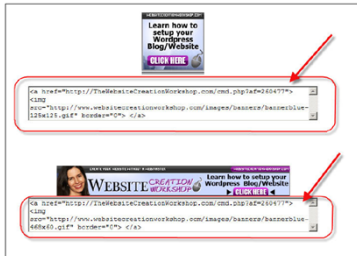 WEBSITECREATIONWORKSHOP.COM
Learn how to
setup your
Wordpress
Blog/Website
CLICK HERE
<a href="http://TheWebsiteCreationWorkshop.com/cmd.php?af=260477">
<img
src="http://www.websitecreationworkshop.com/images/banners/bannerblue-
125x125.gif" border="0"> </a>
WEBSITE CREATION WORKSHOP
Learn how to setup your
Wordpress Blog/Website
CLICK HERE
<a href="http://TheWebsiteCreationWorkshop.com/cmd.php?af=260477">
<img
src="http://www.websitecreationworkshop.com/images/banners/bannerblue-
468x60.gif" border="0"> </a>